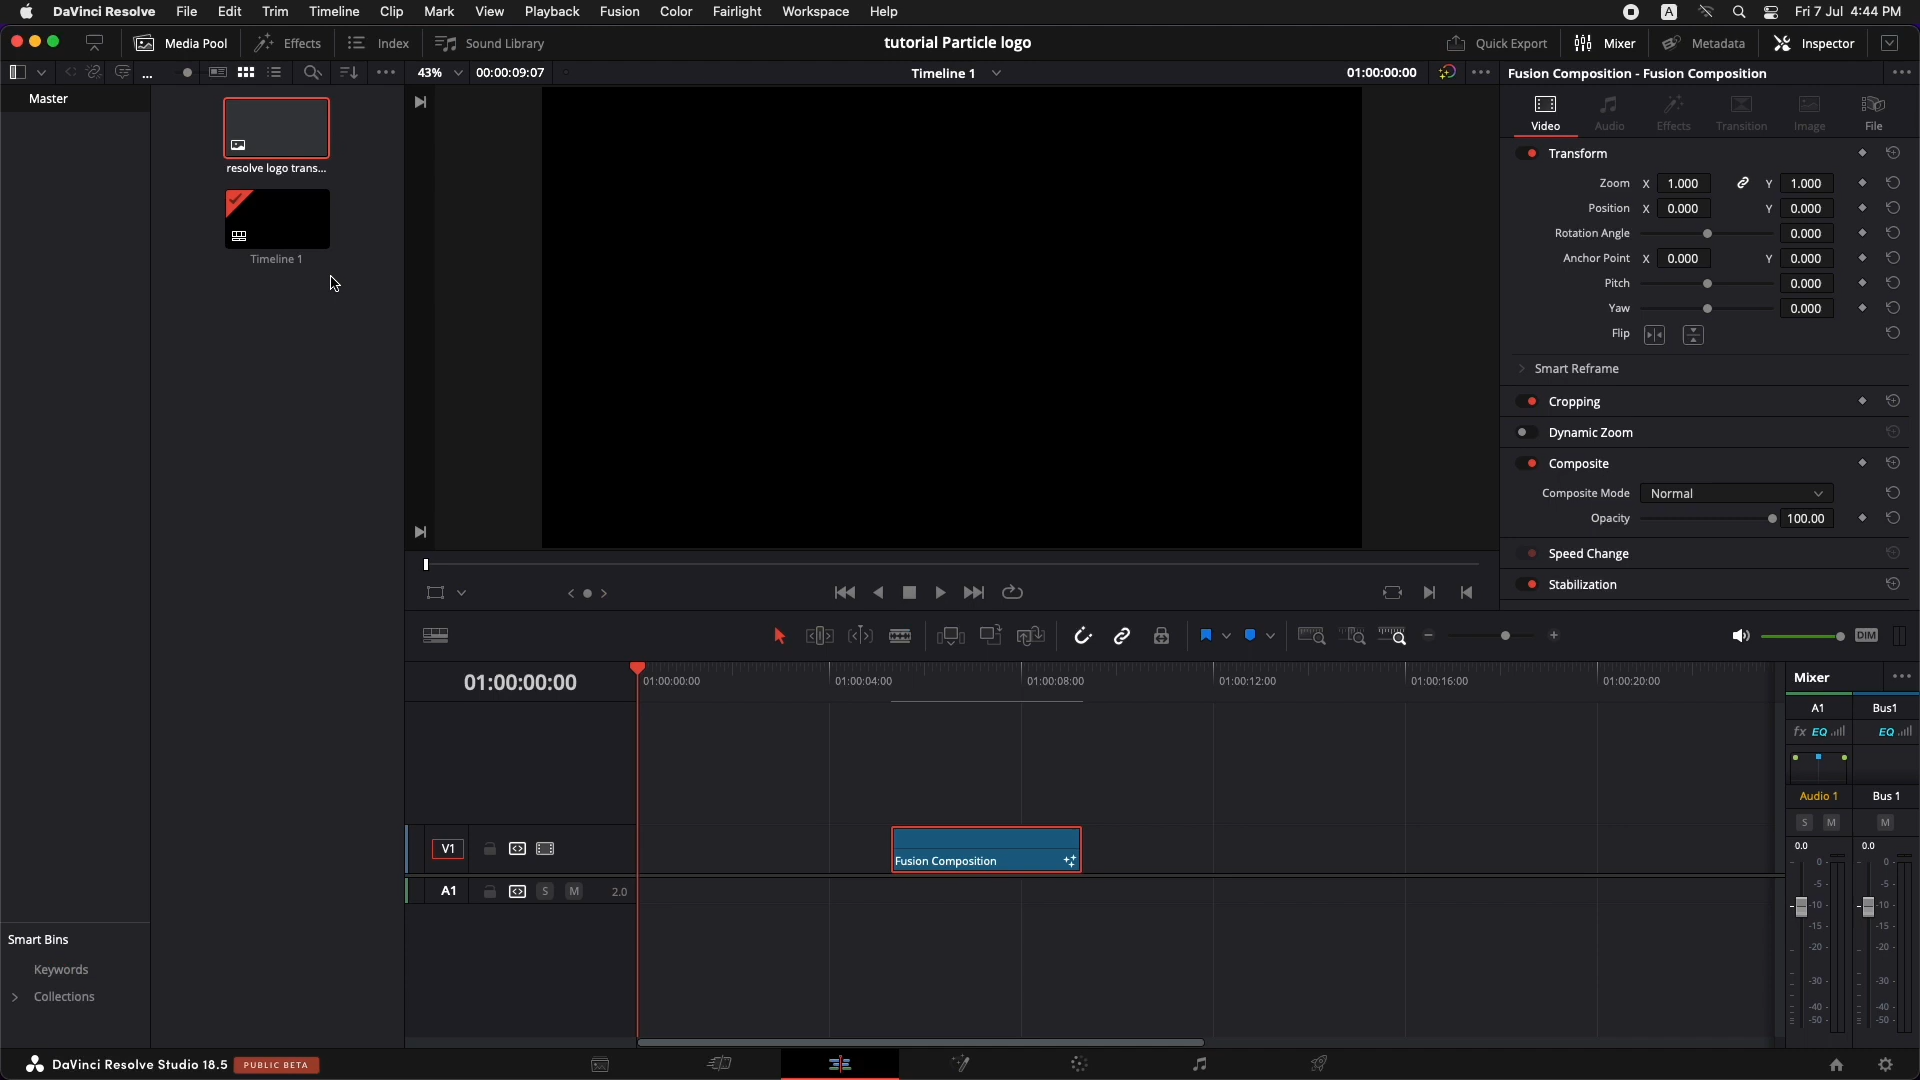 DaVinci Resolve File Edit Trim Timeline Clip Mark View Playback Fusion Color Fairlight Workspace Help A Fri 7 Jul 4:44 PM
Media Pool Effects Index Sound Library tutorial Particle logo Quick Export Mixer Metadata Inspector
... 43% 00:00:09:07 Timeline 1 01:00:00:00 Fusion Composition - Fusion Composition
Master
resolve logo trans...
Timeline 1
Video Audio Effects Transition Image File
Transform
Zoom X 1.000 Y 1.000
Position X 0.000 Y 0.000
Rotation Angle 0.000
Anchor Point X 0.000 Y 0.000
Pitch 0.000
Yaw 0.000
Flip
Smart Reframe
Cropping
Dynamic Zoom
Composite
Composite Mode Normal
Opacity 100.00
Speed Change
Stabilization
DIM
01:00:00:00 01:00:00:00 01:00:04:00 01:00:08:00 01:00:12:00 01:00:16:00 01:00:20:00
V1 Fusion Composition
A1 S M 2.0
Mixer
A1 Bus1
fx EQ EQ
Audio 1 Bus 1
S M M
0.0 0.0
0- 0-
-5- -5-
-10- -10-
-15- -15-
-20- -20-
-30- -30-
-40- -40-
-50- -50-
Smart Bins
Keywords
Collections
DaVinci Resolve Studio 18.5 PUBLIC BETA